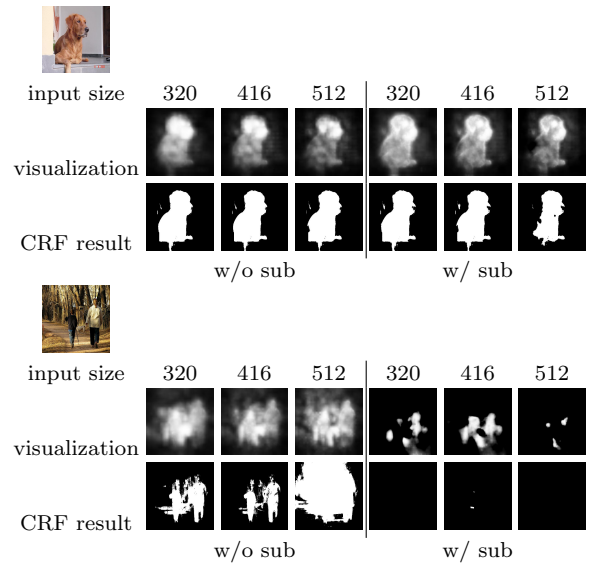 input size 320 416 512 320 416 512
visualization
CRF result
w/o sub w/ sub
input size 320 416 512 320 416 512
visualization
CRF result
w/o sub w/ sub